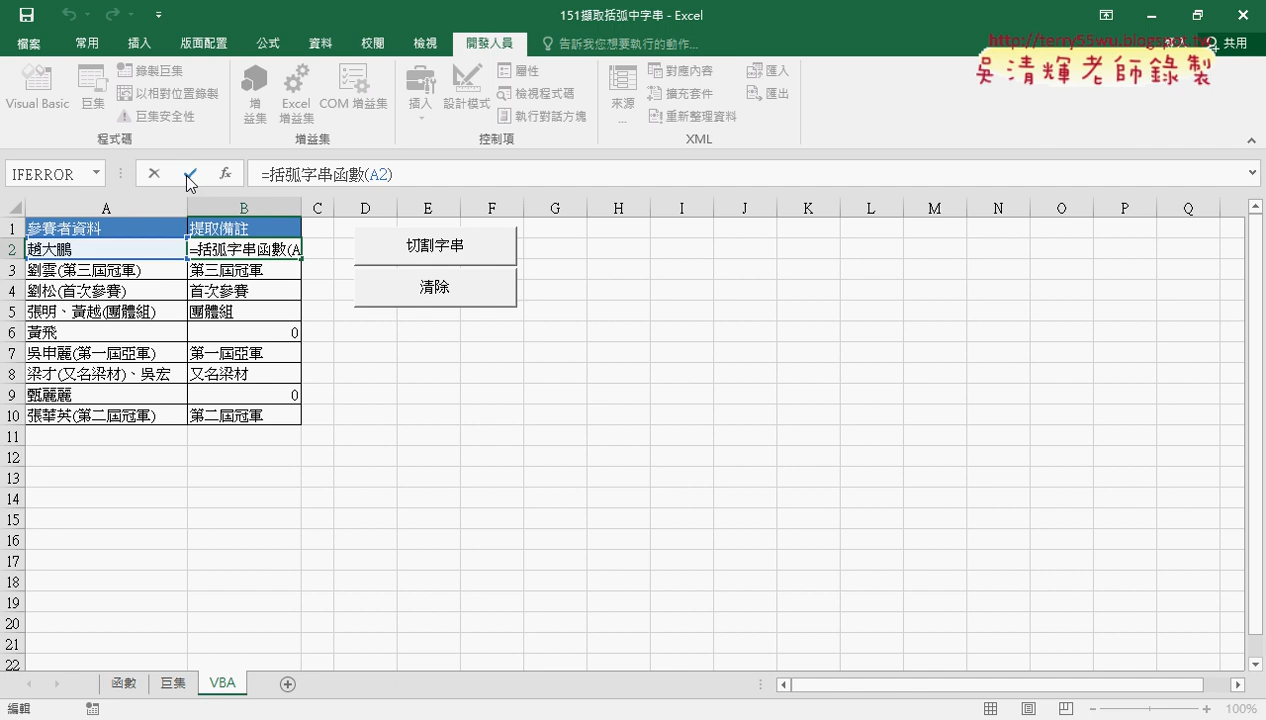 151擷取括弧中字串 - Excel
檔案 常用 插入 版面配置 公式 資料 校閱 檢視 開發人員 告訴我您想要執行的動作... 共用
http://terry55wu.blogspot.tw
吳清輝老師錄製
Visual Basic 巨集 錄製巨集 以相對位置錄製 巨集安全性 程式碼
增益集 Excel 增益集 COM 增益集 增益集
插入 設計模式 屬性 檢視程式碼 執行對話方塊 控制項
來源... 對應內容 擴充套件 重新整理資料 匯入 匯出 XML
IFERROR fx =括弧字串函數(A2)
A B C D E F G H I J K L M N O P Q
1 參賽者資料 提取備註
2 趙大鵬 =括弧字串函數(A
3 劉雲(第三屆冠軍) 第三屆冠軍
4 劉松(首次參賽) 首次參賽
5 張明、黃越(團體組) 團體組
6 黃飛 0
7 吳申麗(第一屆亞軍) 第一屆亞軍
8 梁才(又名梁材)、吳宏 又名梁材
9 甄麗麗 0
10 張華英(第二屆冠軍) 第二屆冠軍
11
12
13
14
15
16
17
18
19
20
21
22
切割字串
清除
函數 巨集 VBA
編輯 100%